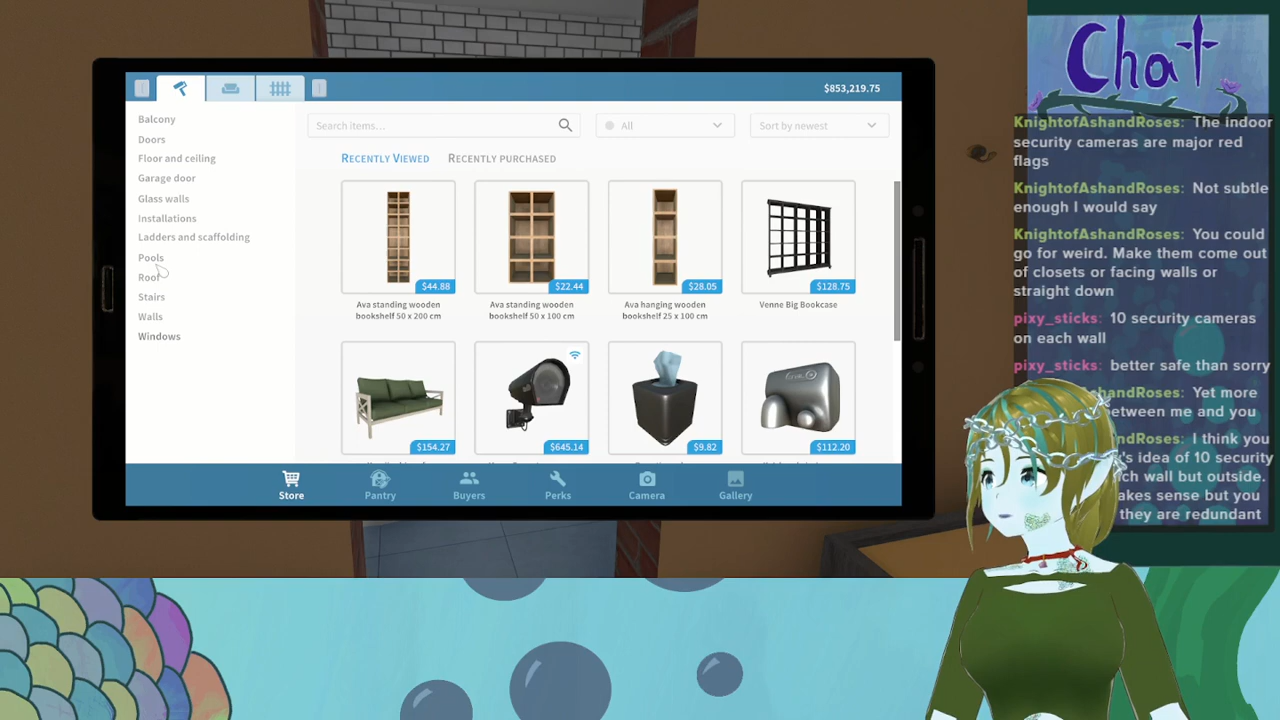 $853,219.75
Search items...
All
Sort by newest
Balcony
Doors
Floor and ceiling
Garage door
Glass walls
Installations
Ladders and scaffolding
Pools
Roof
Stairs
Walls
Windows
RECENTLY VIEWED
RECENTLY PURCHASED
$44.88
$22.44
$28.05
$128.75
Ava standing wooden
bookshelf 50 x 200 cm
Ava standing wooden
bookshelf 50 x 100 cm
Ava hanging wooden
bookshelf 25 x 100 cm
Venne Big Bookcase
$154.27
$645.14
$9.82
$112.20
Store
Pantry
Buyers
Perks
Camera
Gallery
Chat
KnightofAshandRoses: The indoor
security cameras are major red
flags
KnightofAshandRoses: Not subtle
enough I would say
KnightofAshandRoses: You could
go for weird. Make them come out
of closets or facing walls or
straight down
pixy_sticks: 10 security cameras
on each wall
pixy_sticks: better safe than sorry
shandRoses: Yet more
etween me and you
ndRoses: I think you
's idea of 10 security
ch wall but outside.
akes sense but you
they are redundant